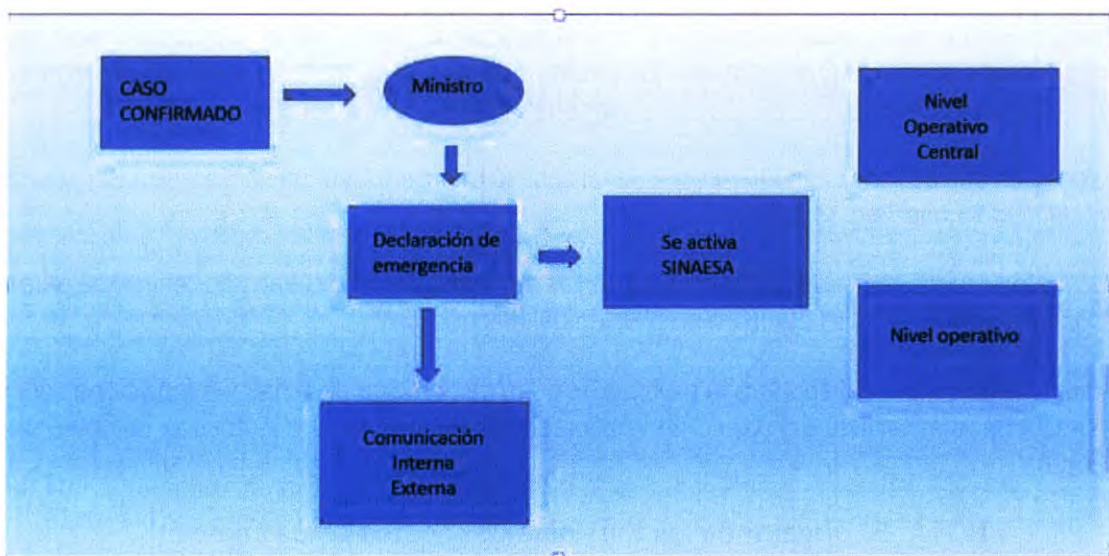 CASO
CONFIRMADO
Ministro
Nivel
Operativo
Central
Declaración de
emergencia
Se activa
SINAESA
Nivel operativo
Comunicación
Interna
Externa